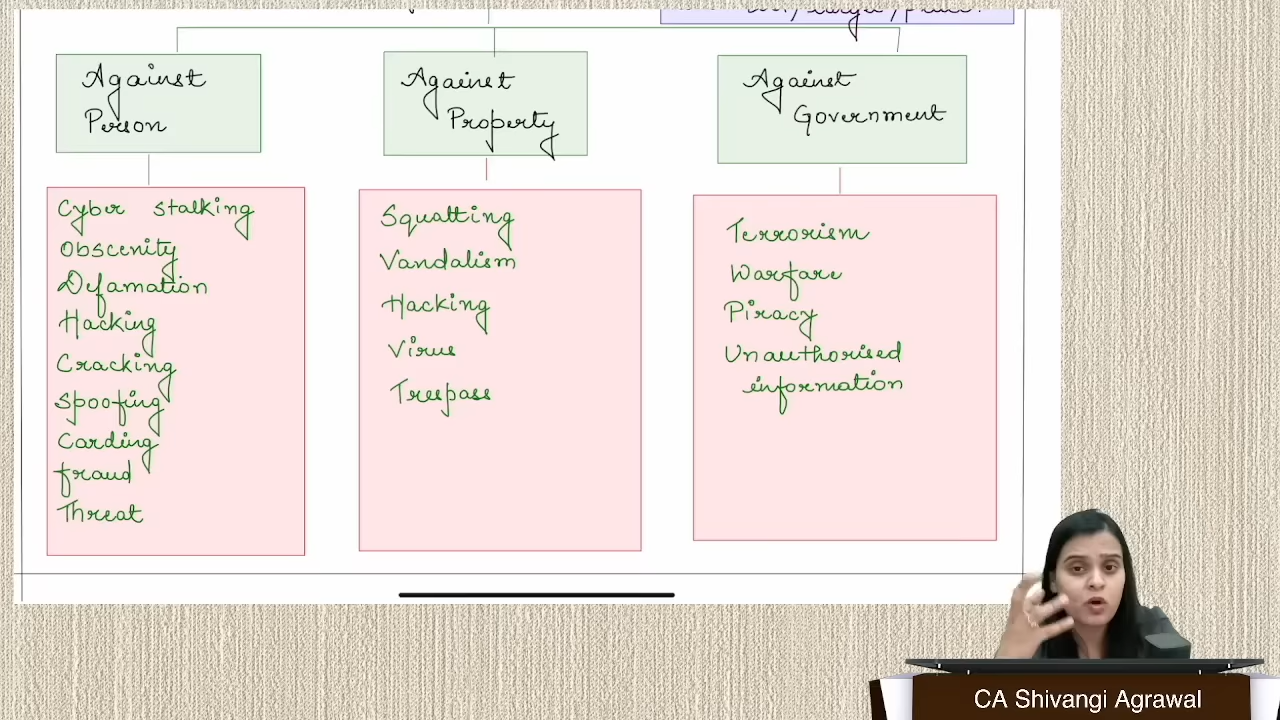 Against
Person
Against
Property
Against
Government
Cyber stalking
Obscenity
Defamation
Hacking
Cracking
Spoofing
Carding
fraud
Threat
Squatting
Vandalism
Hacking
Virus
Trespass
Terrorism
Warfare
Piracy
Unauthorised
information
CA Shivangi Agrawal